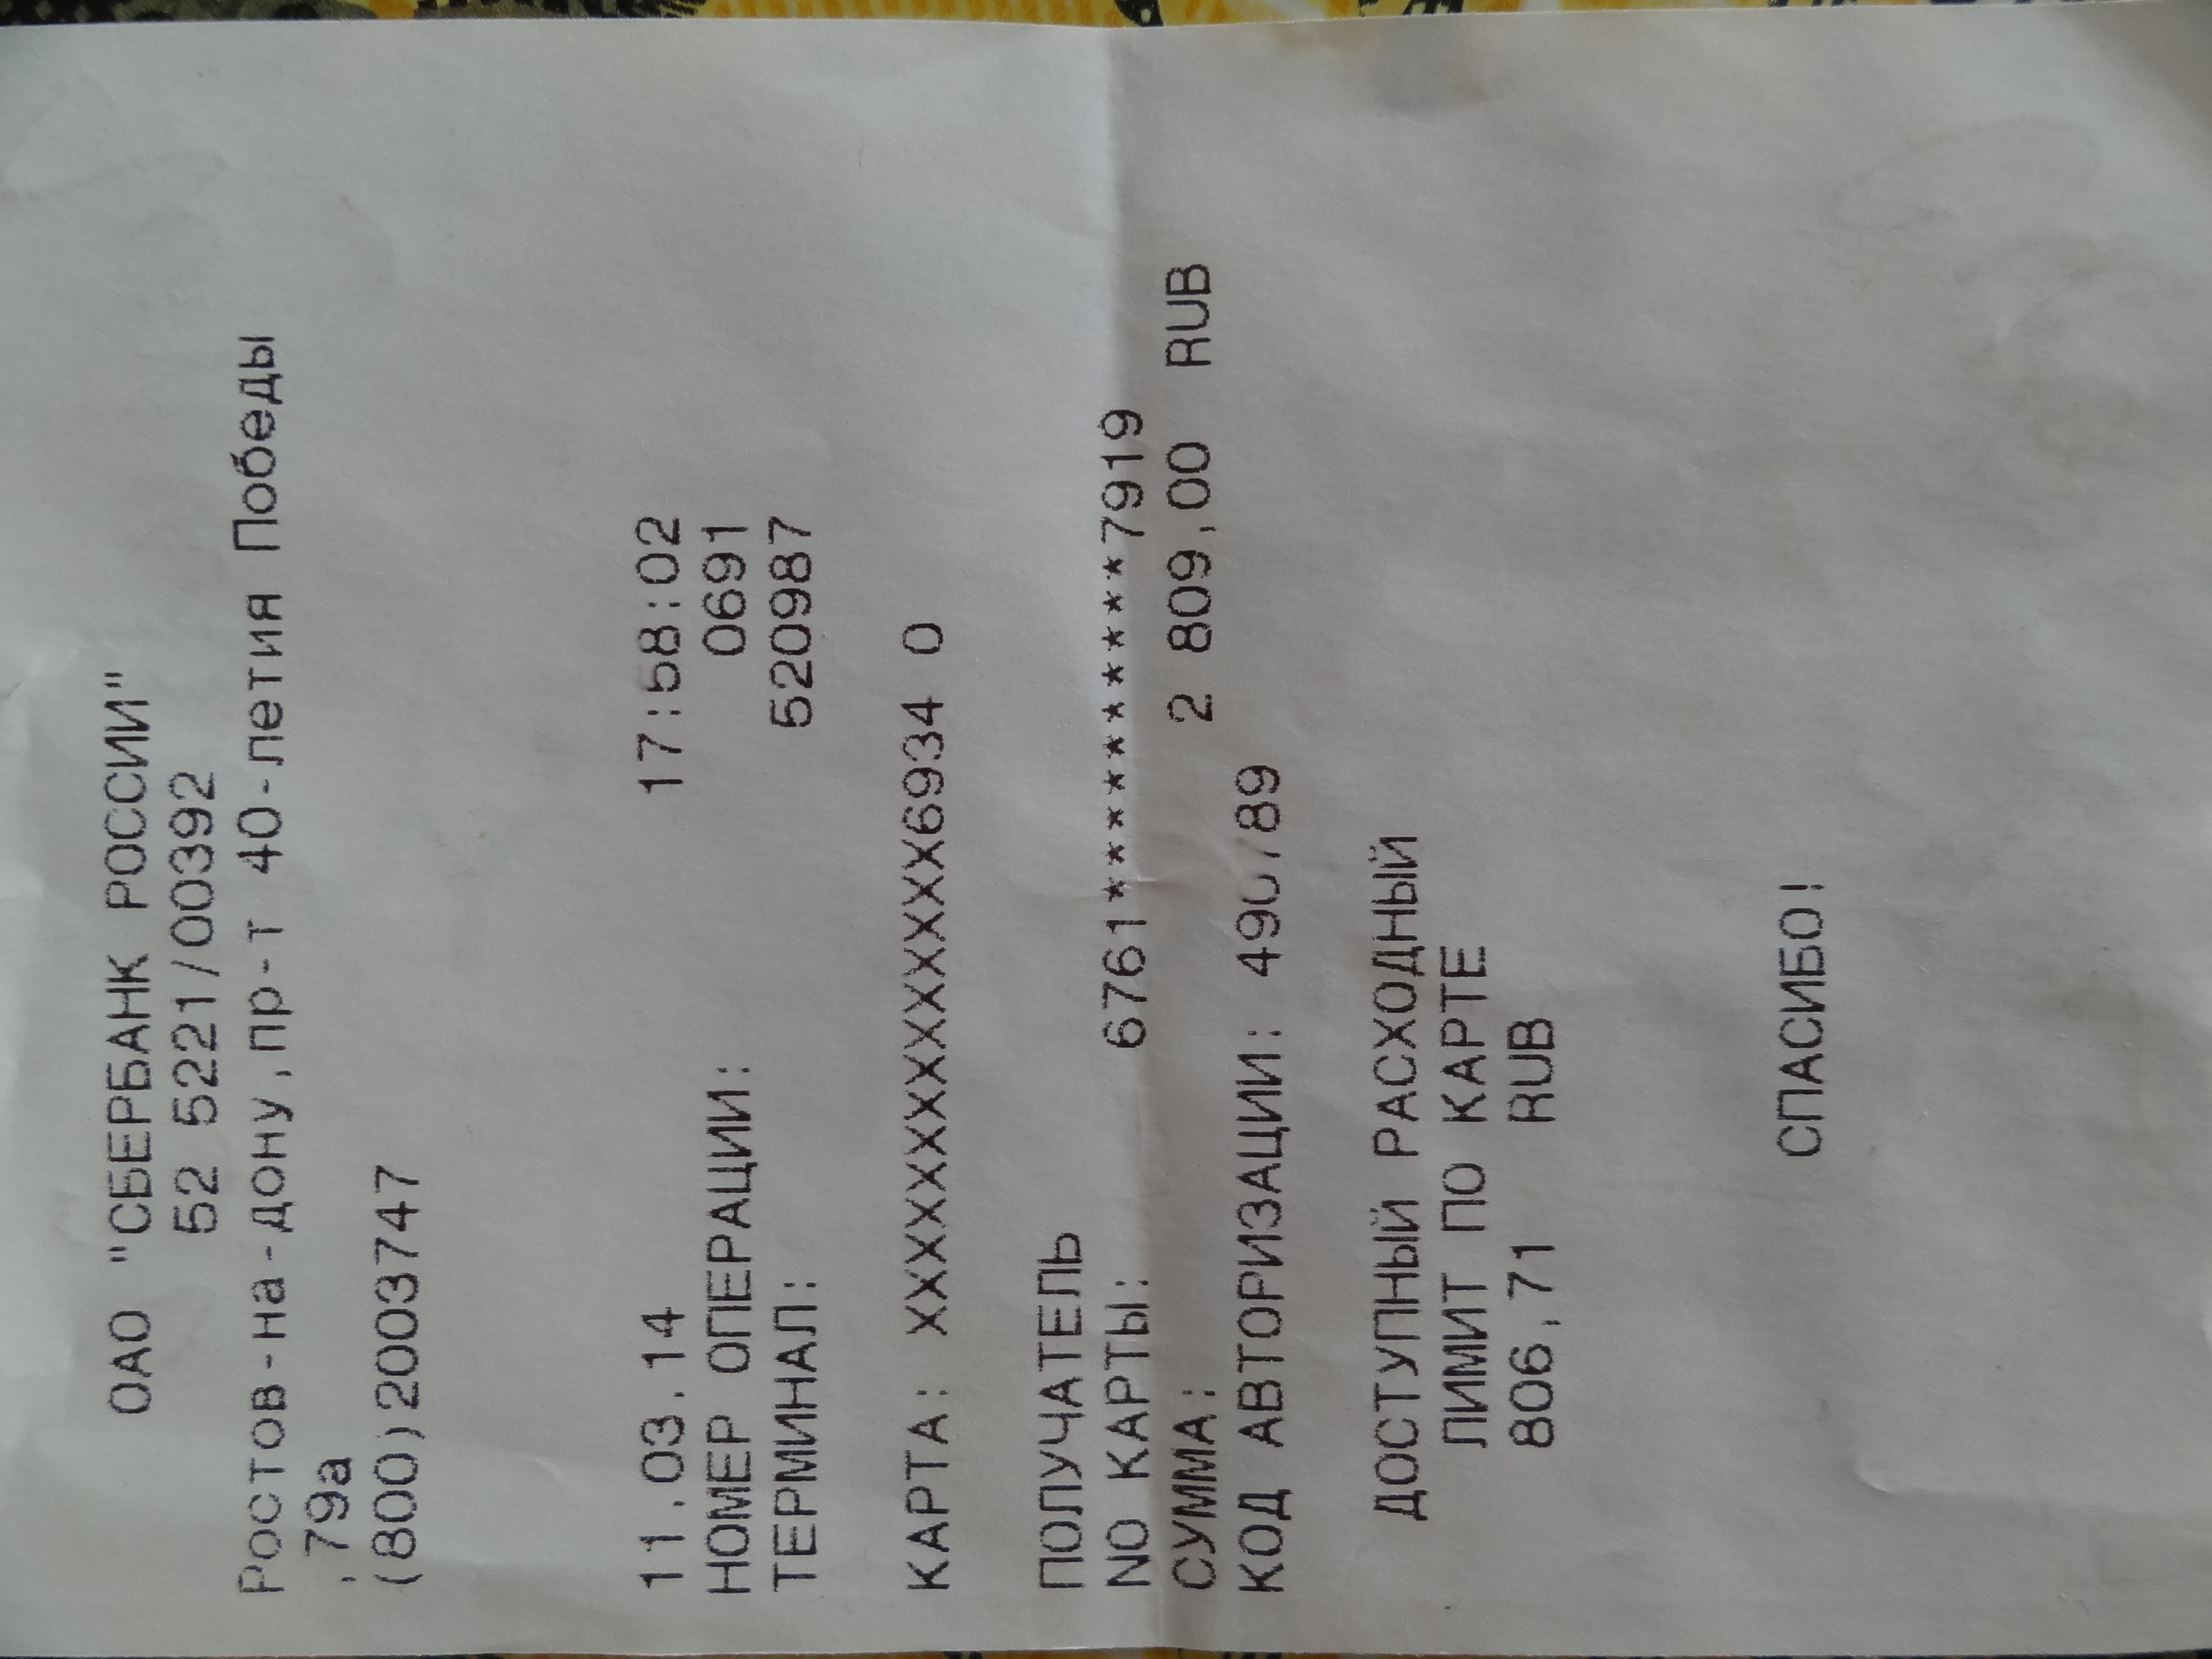 ОАО "СБЕРБАНК РОССИИ"
52 5221/00392
Ростов-на-дону,пр-т 40-летия Победы
,79а
(800)2003747
11.03.14 17:58:02
НОМЕР ОПЕРАЦИИ: 0691
ТЕРМИНАЛ: 520987
КАРТА: XXXXXXXXXXXXXX6934 0
ПОЛУЧАТЕЛЬ
NO КАРТЫ: 6761**********7919
СУММА: 2 809,00 RUB
КОД АВТОРИЗАЦИИ: 490789
ДОСТУПНЫЙ РАСХОДНЫЙ
ЛИМИТ ПО КАРТЕ
806,71 RUB
СПАСИБО!